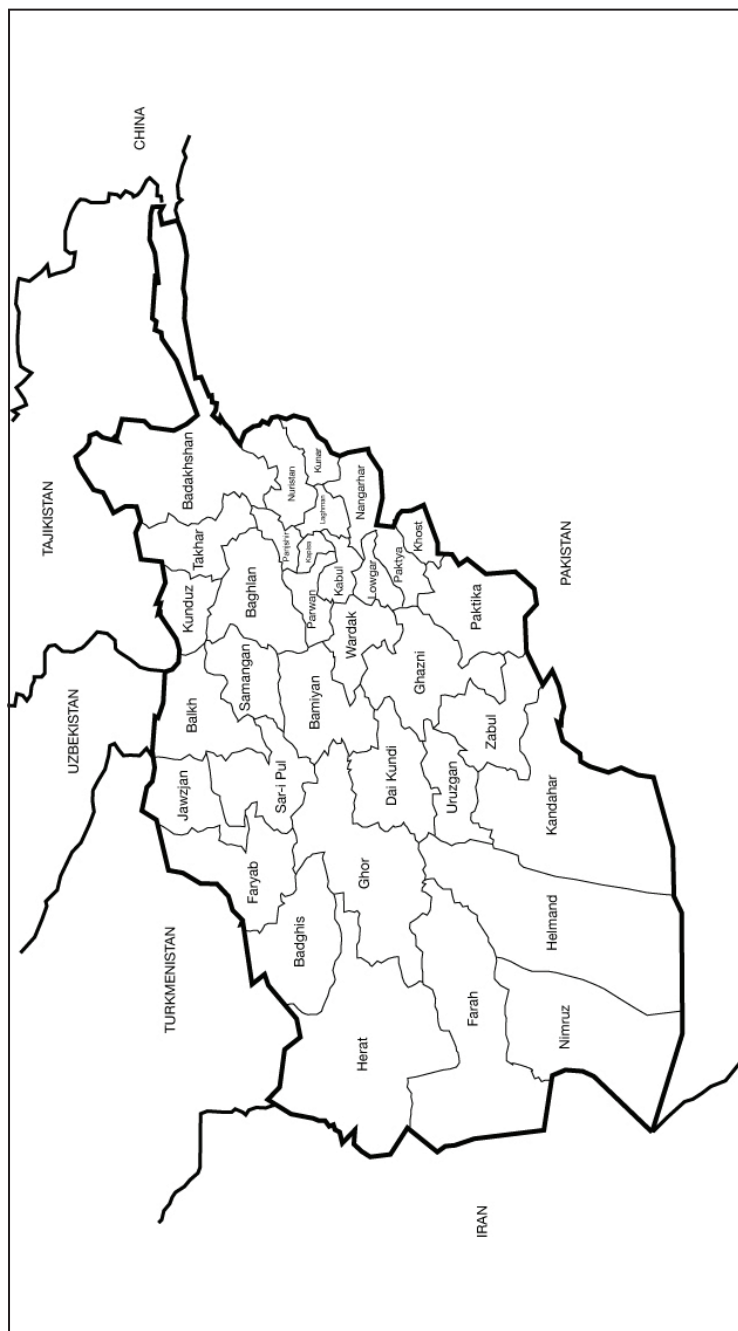 CHINA
TAJIKISTAN
UZBEKISTAN
TURKMENISTAN
IRAN
PAKISTAN
Badakhshan
Takhar
Kunduz
Balkh
Jawzjan
Faryab
Sar-i Pul
Samangan
Baghlan
Panjshir
Nuristan
Kunar
Laghman
Kapisa
Parwan
Kabul
Nangarhar
Lowgar
Wardak
Bamiyan
Badghis
Herat
Ghor
Dai Kundi
Ghazni
Paktya
Khost
Paktika
Zabul
Uruzgan
Farah
Nimruz
Helmand
Kandahar